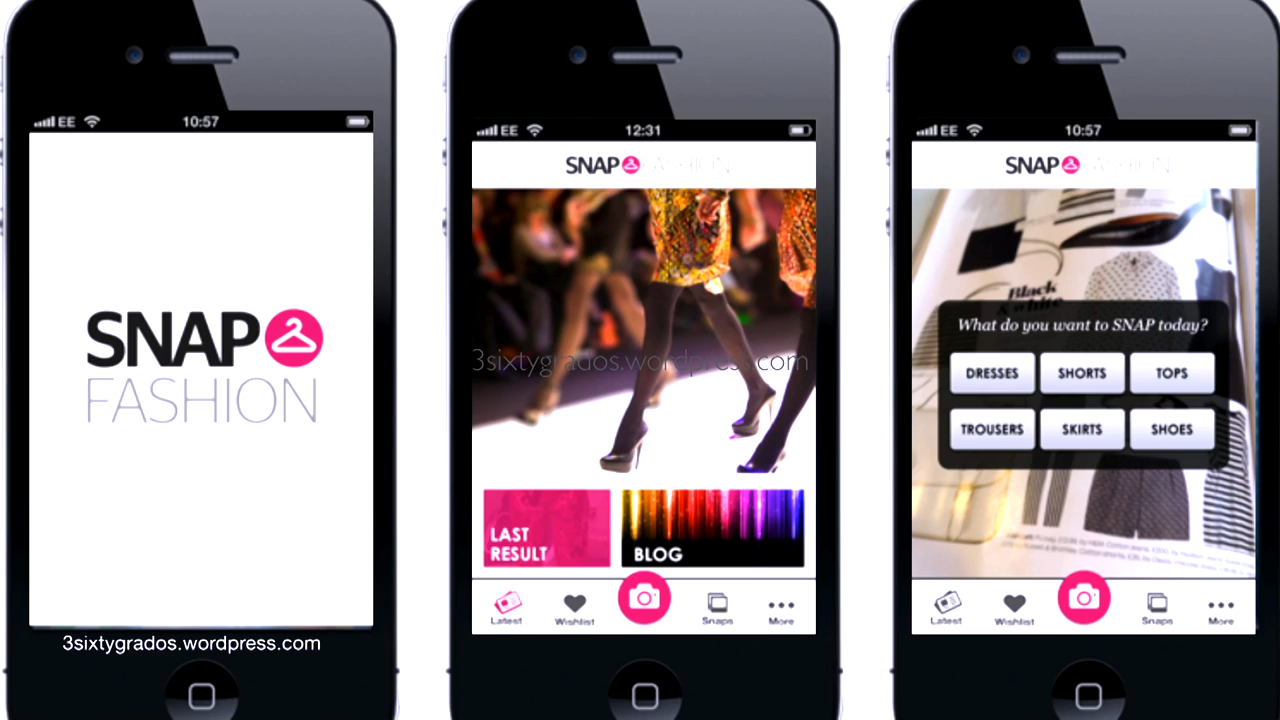 EE 10:57
SNAP
FASHION
3sixtygrados.wordpress.com
EE 12:31
SNAP FASHION
3sixtygrados.wordpress.com
LAST
RESULT
BLOG
Latest
Wishlist
Snaps
More
EE 10:57
SNAP FASHION
Black
& white
What do you want to SNAP today?
DRESSES
SHORTS
TOPS
TROUSERS
SKIRTS
SHOES
Latest
Wishlist
Snaps
More